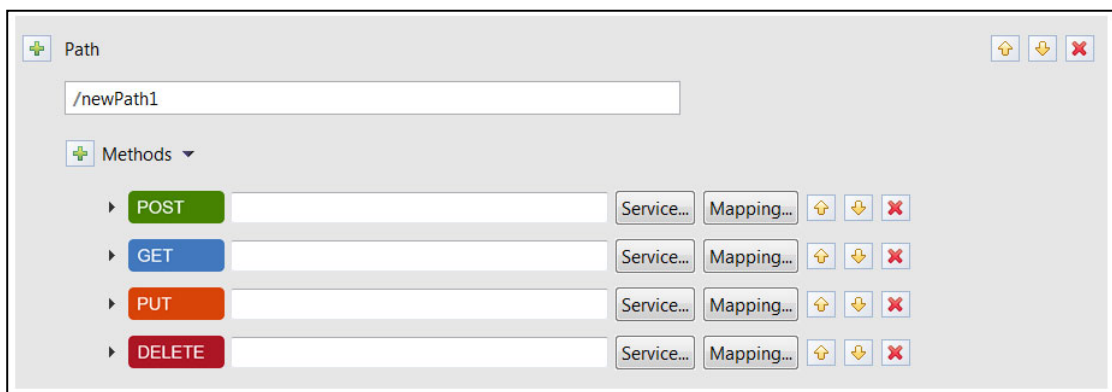 Path
/newPath1
Methods
POST Service... Mapping...
GET Service... Mapping...
PUT Service... Mapping...
DELETE Service... Mapping...